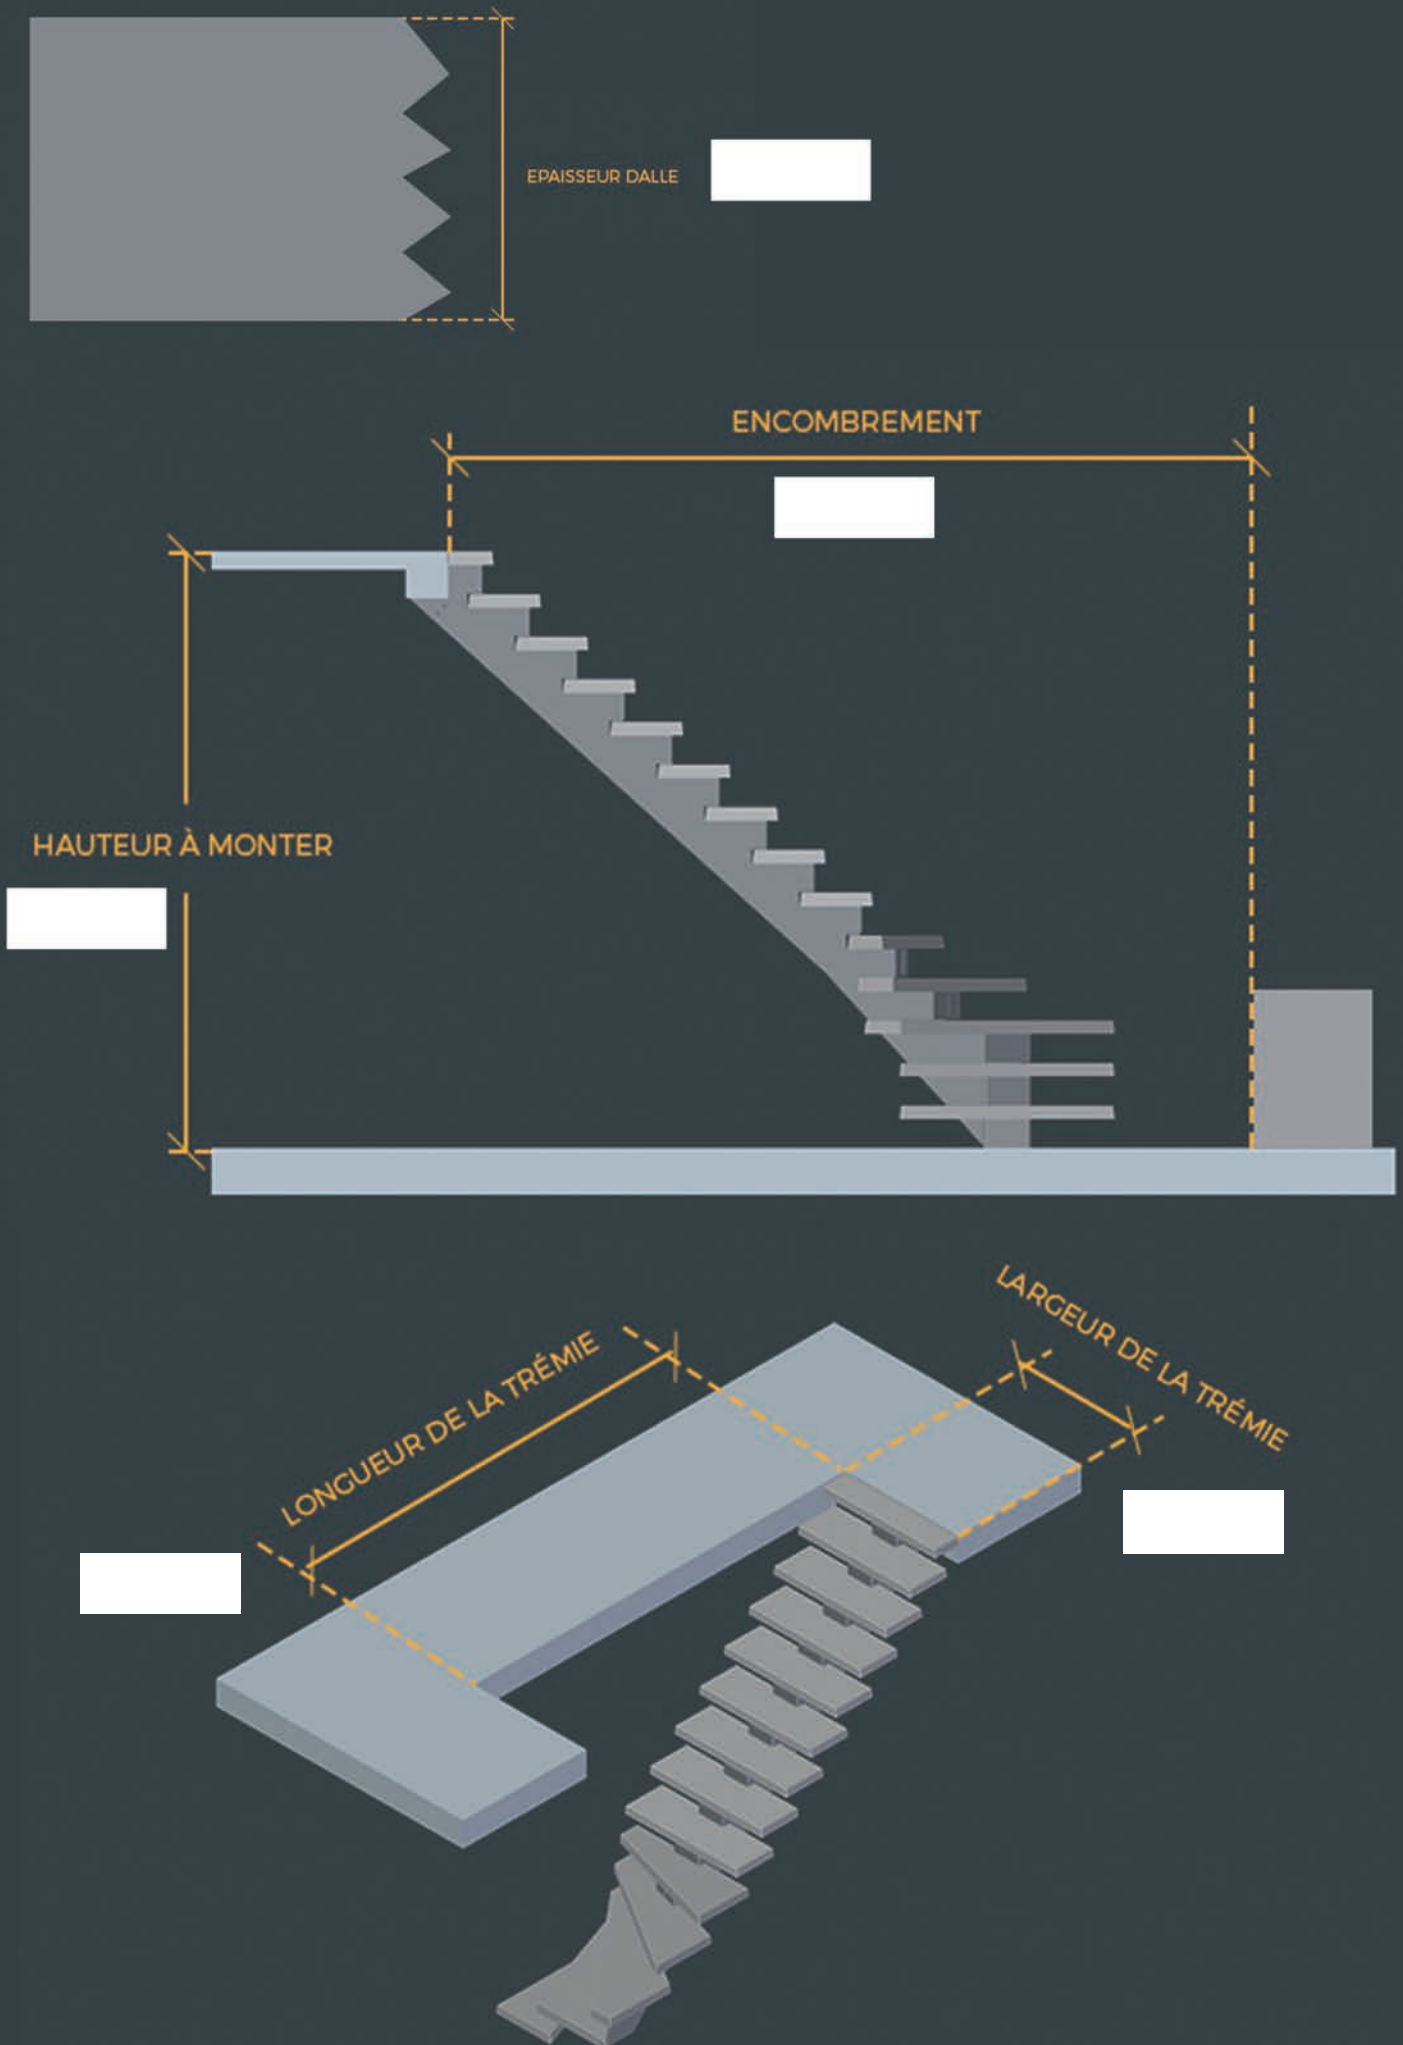 EPAISSEUR DALLE
ENCOMBREMENT
HAUTEUR À MONTER
LONGUEUR DE LA TRÉMIE
LARGEUR DE LA TRÉMIE